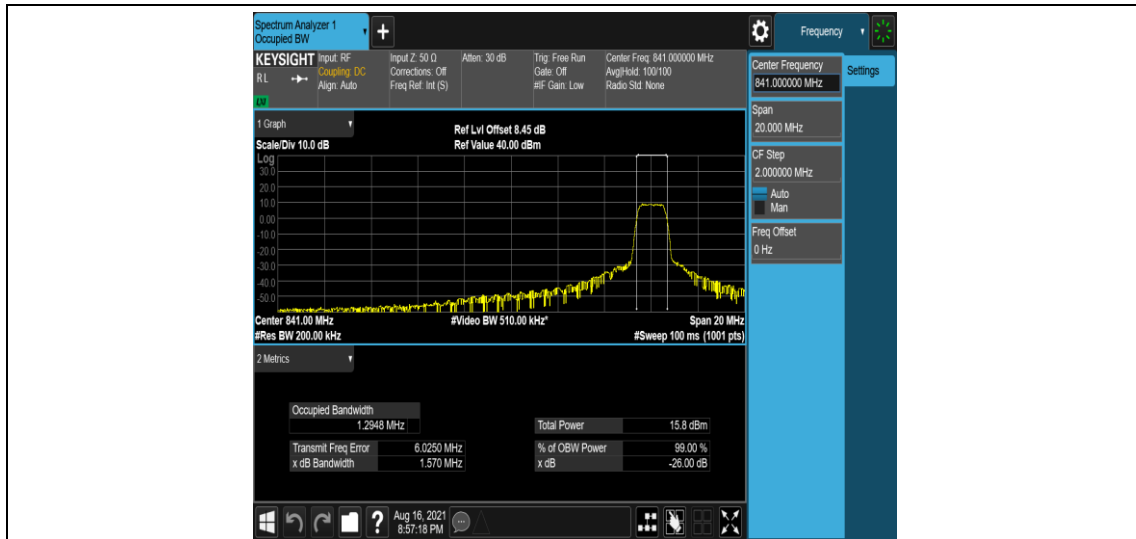 Spectrum Analyzer 1
Occupied BW
+
Frequency
KEYSIGHT
RL
LXI
Input: RF
Coupling: DC
Align: Auto
Input Z: 50 Ω
Corrections: Off
Freq Ref: Int (S)
Atten: 30 dB
Trig: Free Run
Gate: Off
#IF Gain: Low
Center Freq: 841.000000 MHz
Avg|Hold: 100/100
Radio Std: None
Center Frequency
841.000000 MHz
Settings
Span
20.000 MHz
CF Step
2.000000 MHz
Auto
Man
Freq Offset
0 Hz
1 Graph
Ref Lvl Offset 8.45 dB
Scale/Div 10.0 dB
Ref Value 40.00 dBm
Log
30.0
20.0
10.0
0.00
-10.0
-20.0
-30.0
-40.0
-50.0
Center 841.00 MHz
#Video BW 510.00 kHz*
Span 20 MHz
#Res BW 200.00 kHz
#Sweep 100 ms (1001 pts)
2 Metrics
Occupied Bandwidth
1.2948 MHz
Total Power 15.8 dBm
Transmit Freq Error 6.0250 MHz
% of OBW Power 99.00 %
x dB Bandwidth 1.570 MHz
x dB -26.00 dB
?
Aug 16, 2021
8:57:18 PM